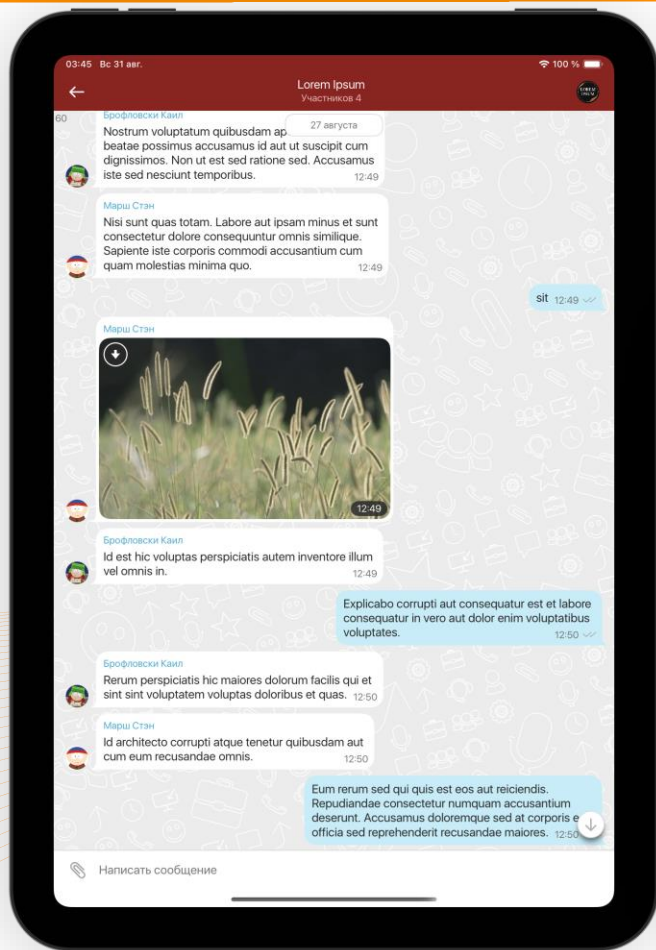 03:45 Вс 31 авг.
100 %
Lorem Ipsum
Участников 4
60
Брофловски Каил
27 августа
Nostrum voluptatum quibusdam ap
beatae possimus accusamus id aut ut suscipit cum
dignissimos. Non ut est sed ratione sed. Accusamus
iste sed nesciunt temporibus. 12:49
Марш Стэн
Nisi sunt quas totam. Labore aut ipsam minus et sunt
consectetur dolore consequuntur omnis similique.
Sapiente iste corporis commodi accusantium cum
quam molestias minima quo. 12:49
sit 12:49
Марш Стэн
12:49
Брофловски Каил
Id est hic voluptas perspiciatis autem inventore illum
vel omnis in. 12:49
Explicabo corrupti aut consequatur est et labore
consequatur in vero aut dolor enim voluptatibus
voluptates. 12:50
Брофловски Каил
Rerum perspiciatis hic maiores dolorum facilis qui et
sint sint voluptatem voluptas doloribus et quas. 12:50
Марш Стэн
Id architecto corrupti atque tenetur quibusdam aut
cum eum recusandae omnis. 12:50
Eum rerum sed qui quis est eos aut reiciendis.
Repudiandae consectetur numquam accusantium
deserunt. Accusamus doloremque sed at corporis e
officia sed reprehenderit recusandae maiores. 12:50
Написать сообщение